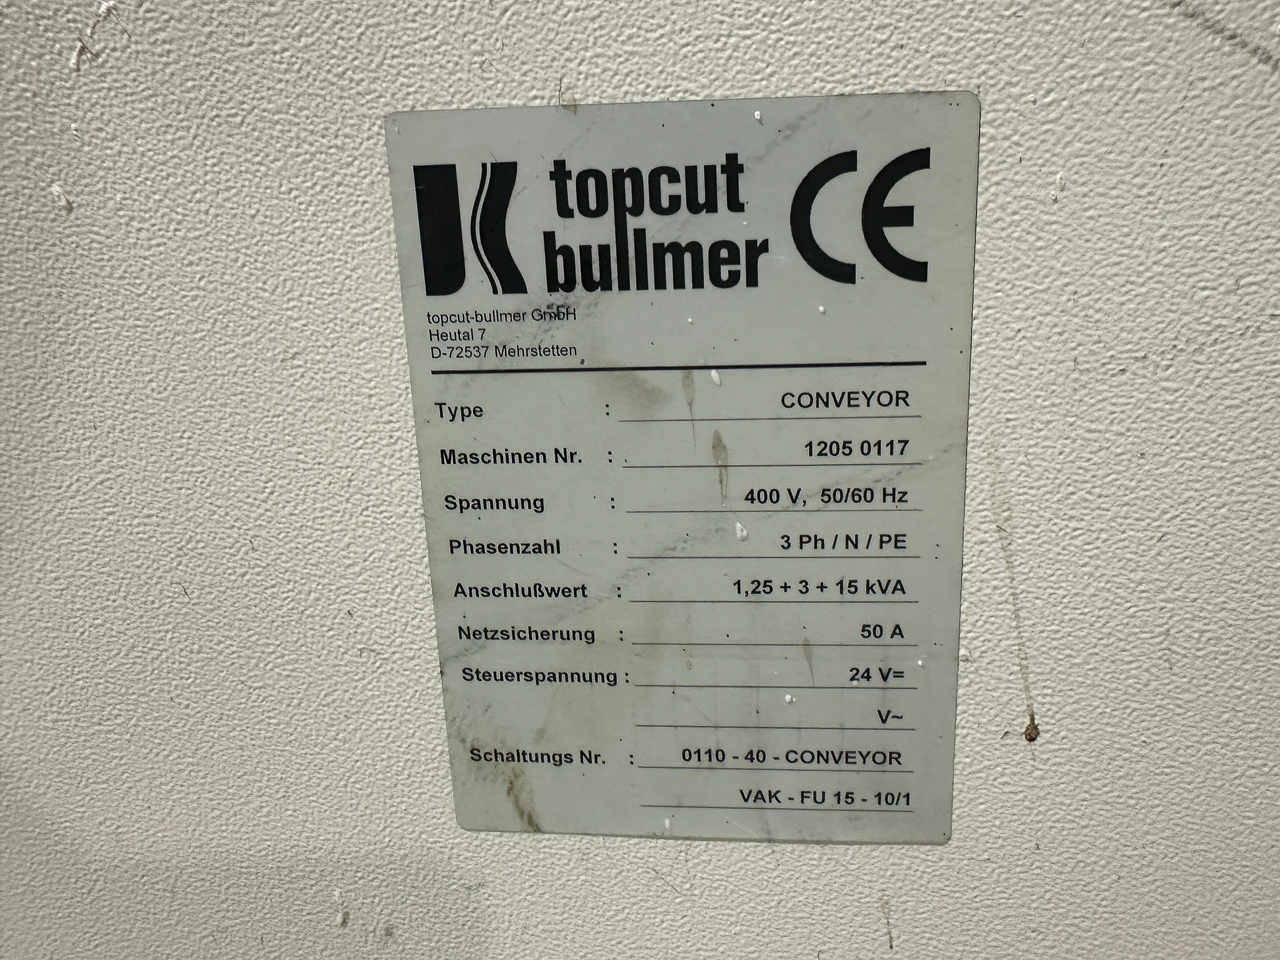 topcut
bullmer
CE
topcut-bullmer GmbH
Heutal 7
D-72537 Mehrstetten
Type : CONVEYOR
Maschinen Nr. : 1205 0117
Spannung : 400 V, 50/60 Hz
Phasenzahl : 3 Ph / N / PE
Anschlußwert : 1,25 + 3 + 15 kVA
Netzsicherung : 50 A
Steuerspannung : 24 V=
V~
Schaltungs Nr. : 0110 - 40 - CONVEYOR
VAK - FU 15 - 10/1